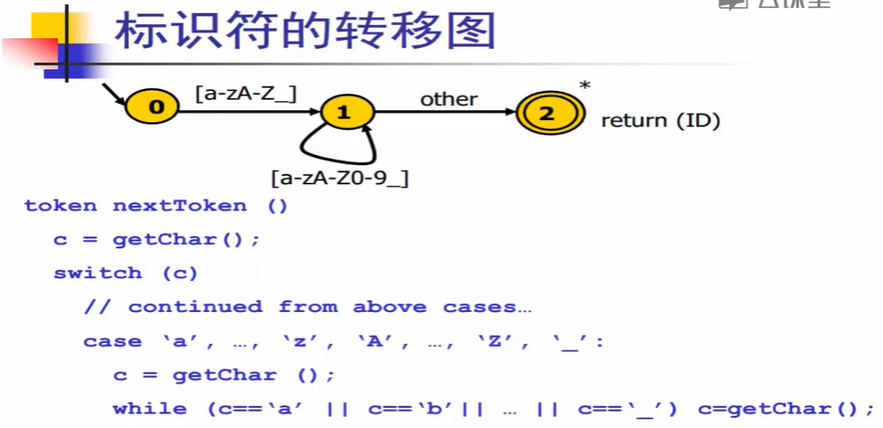 标识符的转移图
[a-zA-Z_]
other
*
0
1
2
return (ID)
[a-zA-Z0-9_]
token nextToken ()
c = getChar();
switch (c)
// continued from above cases…
case ‘a’, …, ‘z’, ‘A’, …, ‘Z’, ‘_’:
c = getChar ();
while (c==‘a’ || c==‘b’|| … || c==‘_’) c=getChar();